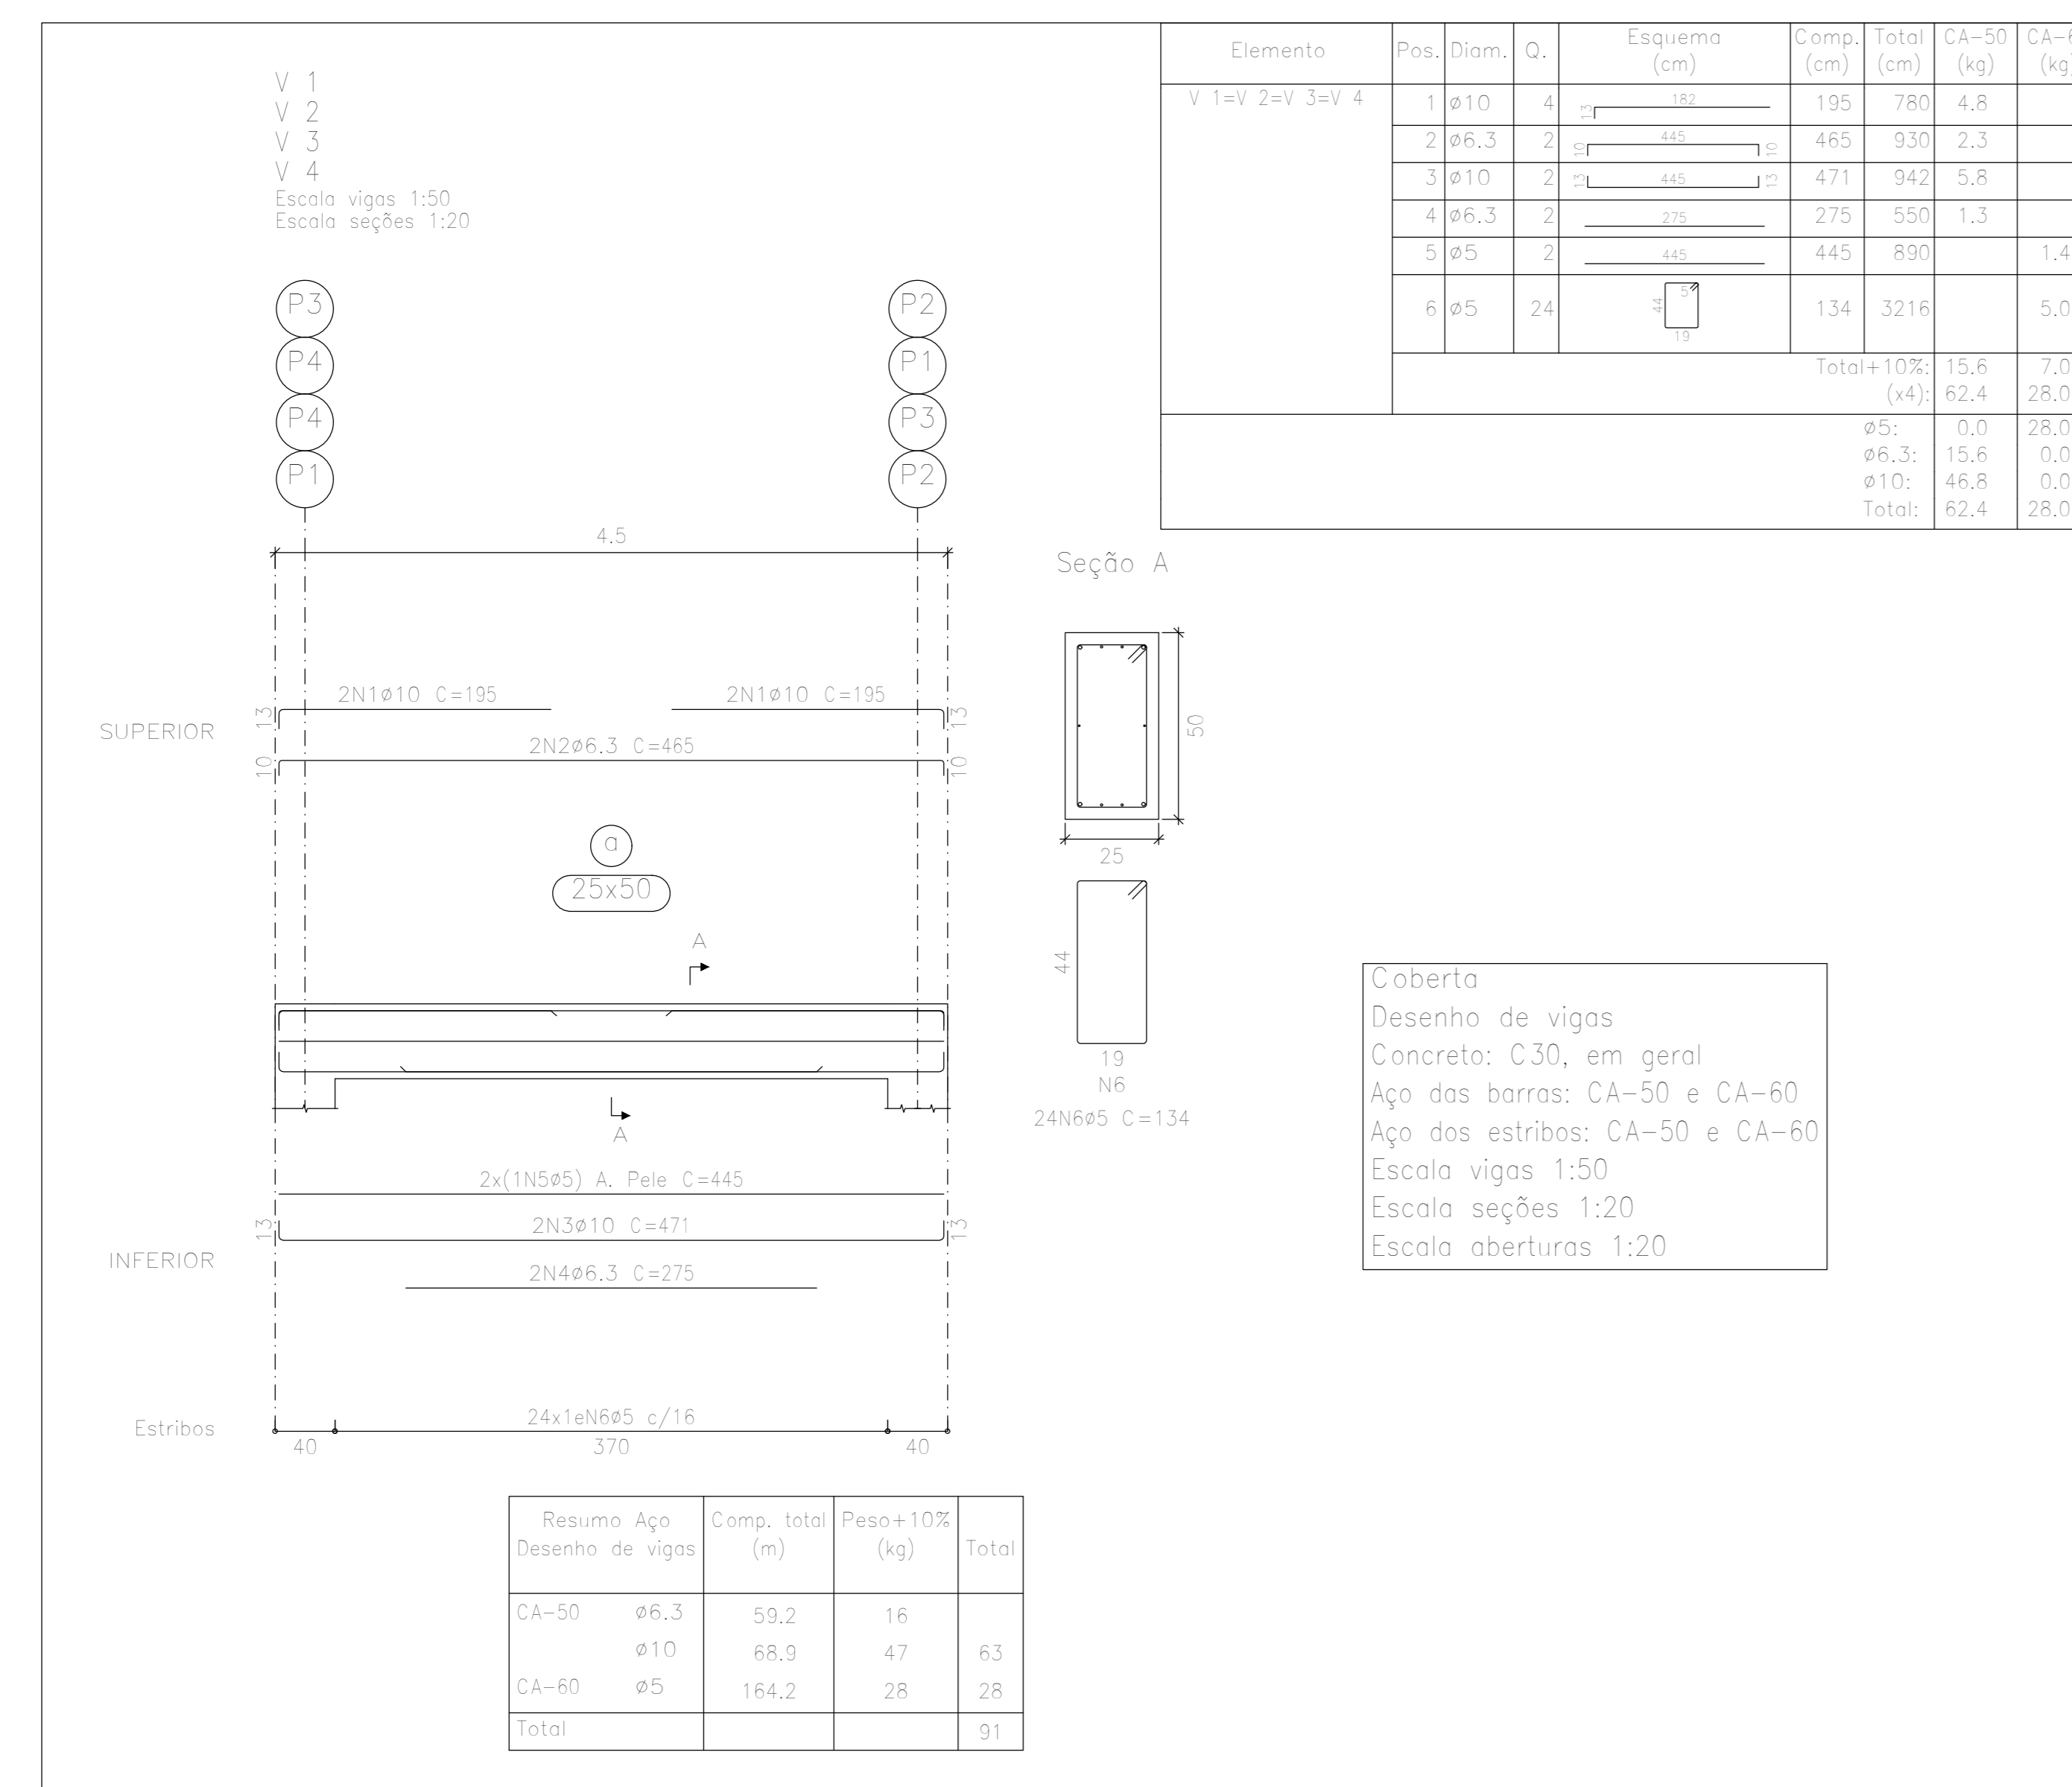 V 1
V 2
V 3
V 4
Escala vigas 1:50
Escala seções 1:20
P3 P2
P4 P1
P4 P3
P1 P2
4.5
SUPERIOR
13 2N1ø10 C=195 2N1ø10 C=195 13
10 2N2ø6.3 C=465 10
a
25x50
A
A
2x(1N5ø5) A. Pele C=445
INFERIOR
13 2N3ø10 C=471 13
2N4ø6.3 C=275
Estribos
24x1eN6ø5 c/16
40 370 40
Seção A
50
25
44
19
N6
24N6ø5 C=134
Elemento Pos. Diam. Q. Esquema (cm) Comp. (cm) Total (cm) CA-50 (kg)
V 1=V 2=V 3=V 4 1 ø10 4 13 182 195 780 4.8
2 ø6.3 2 10 445 10 465 930 2.3
3 ø10 2 13 445 13 471 942 5.8
4 ø6.3 2 275 275 550 1.3
5 ø5 2 445 445 890 1.4
6 ø5 24 44 5 19 134 3216 5.0
Total+10%: 15.6 7.0
(x4): 62.4 28.0
ø5: 0.0 28.0
ø6.3: 15.6 0.0
ø10: 46.8 0.0
Total: 62.4 28.0
Coberta
Desenho de vigas
Concreto: C30, em geral
Aço das barras: CA-50 e CA-60
Aço dos estribos: CA-50 e CA-60
Escala vigas 1:50
Escala seções 1:20
Escala aberturas 1:20
Resumo Aço Comp. total Peso+10%
Desenho de vigas (m) (kg) Total
CA-50 ø6.3 59.2 16
ø10 68.9 47 63
CA-60 ø5 164.2 28 28
Total 91